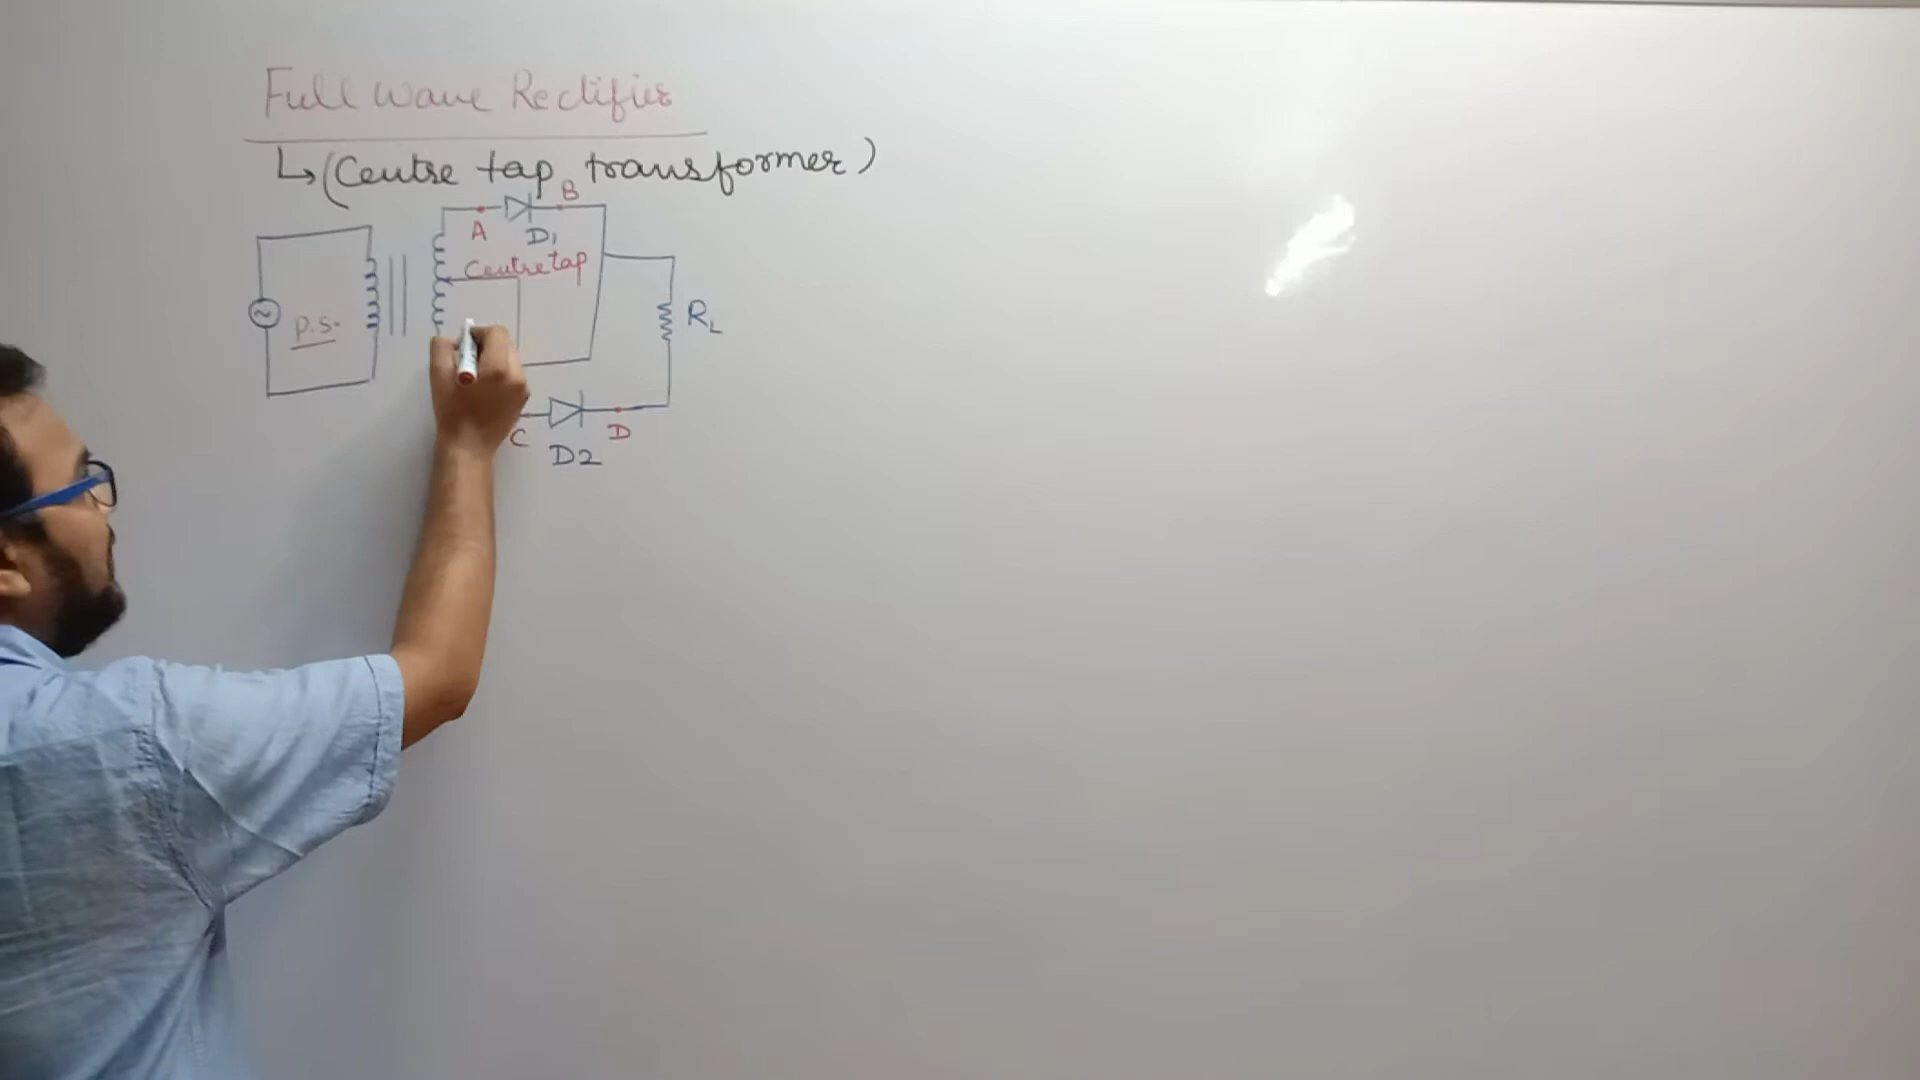 Full Wave Rectifier
↳ (Centre tap transformer)
B
A
D1
Centre tap
P.S.
RL
C
D
D2